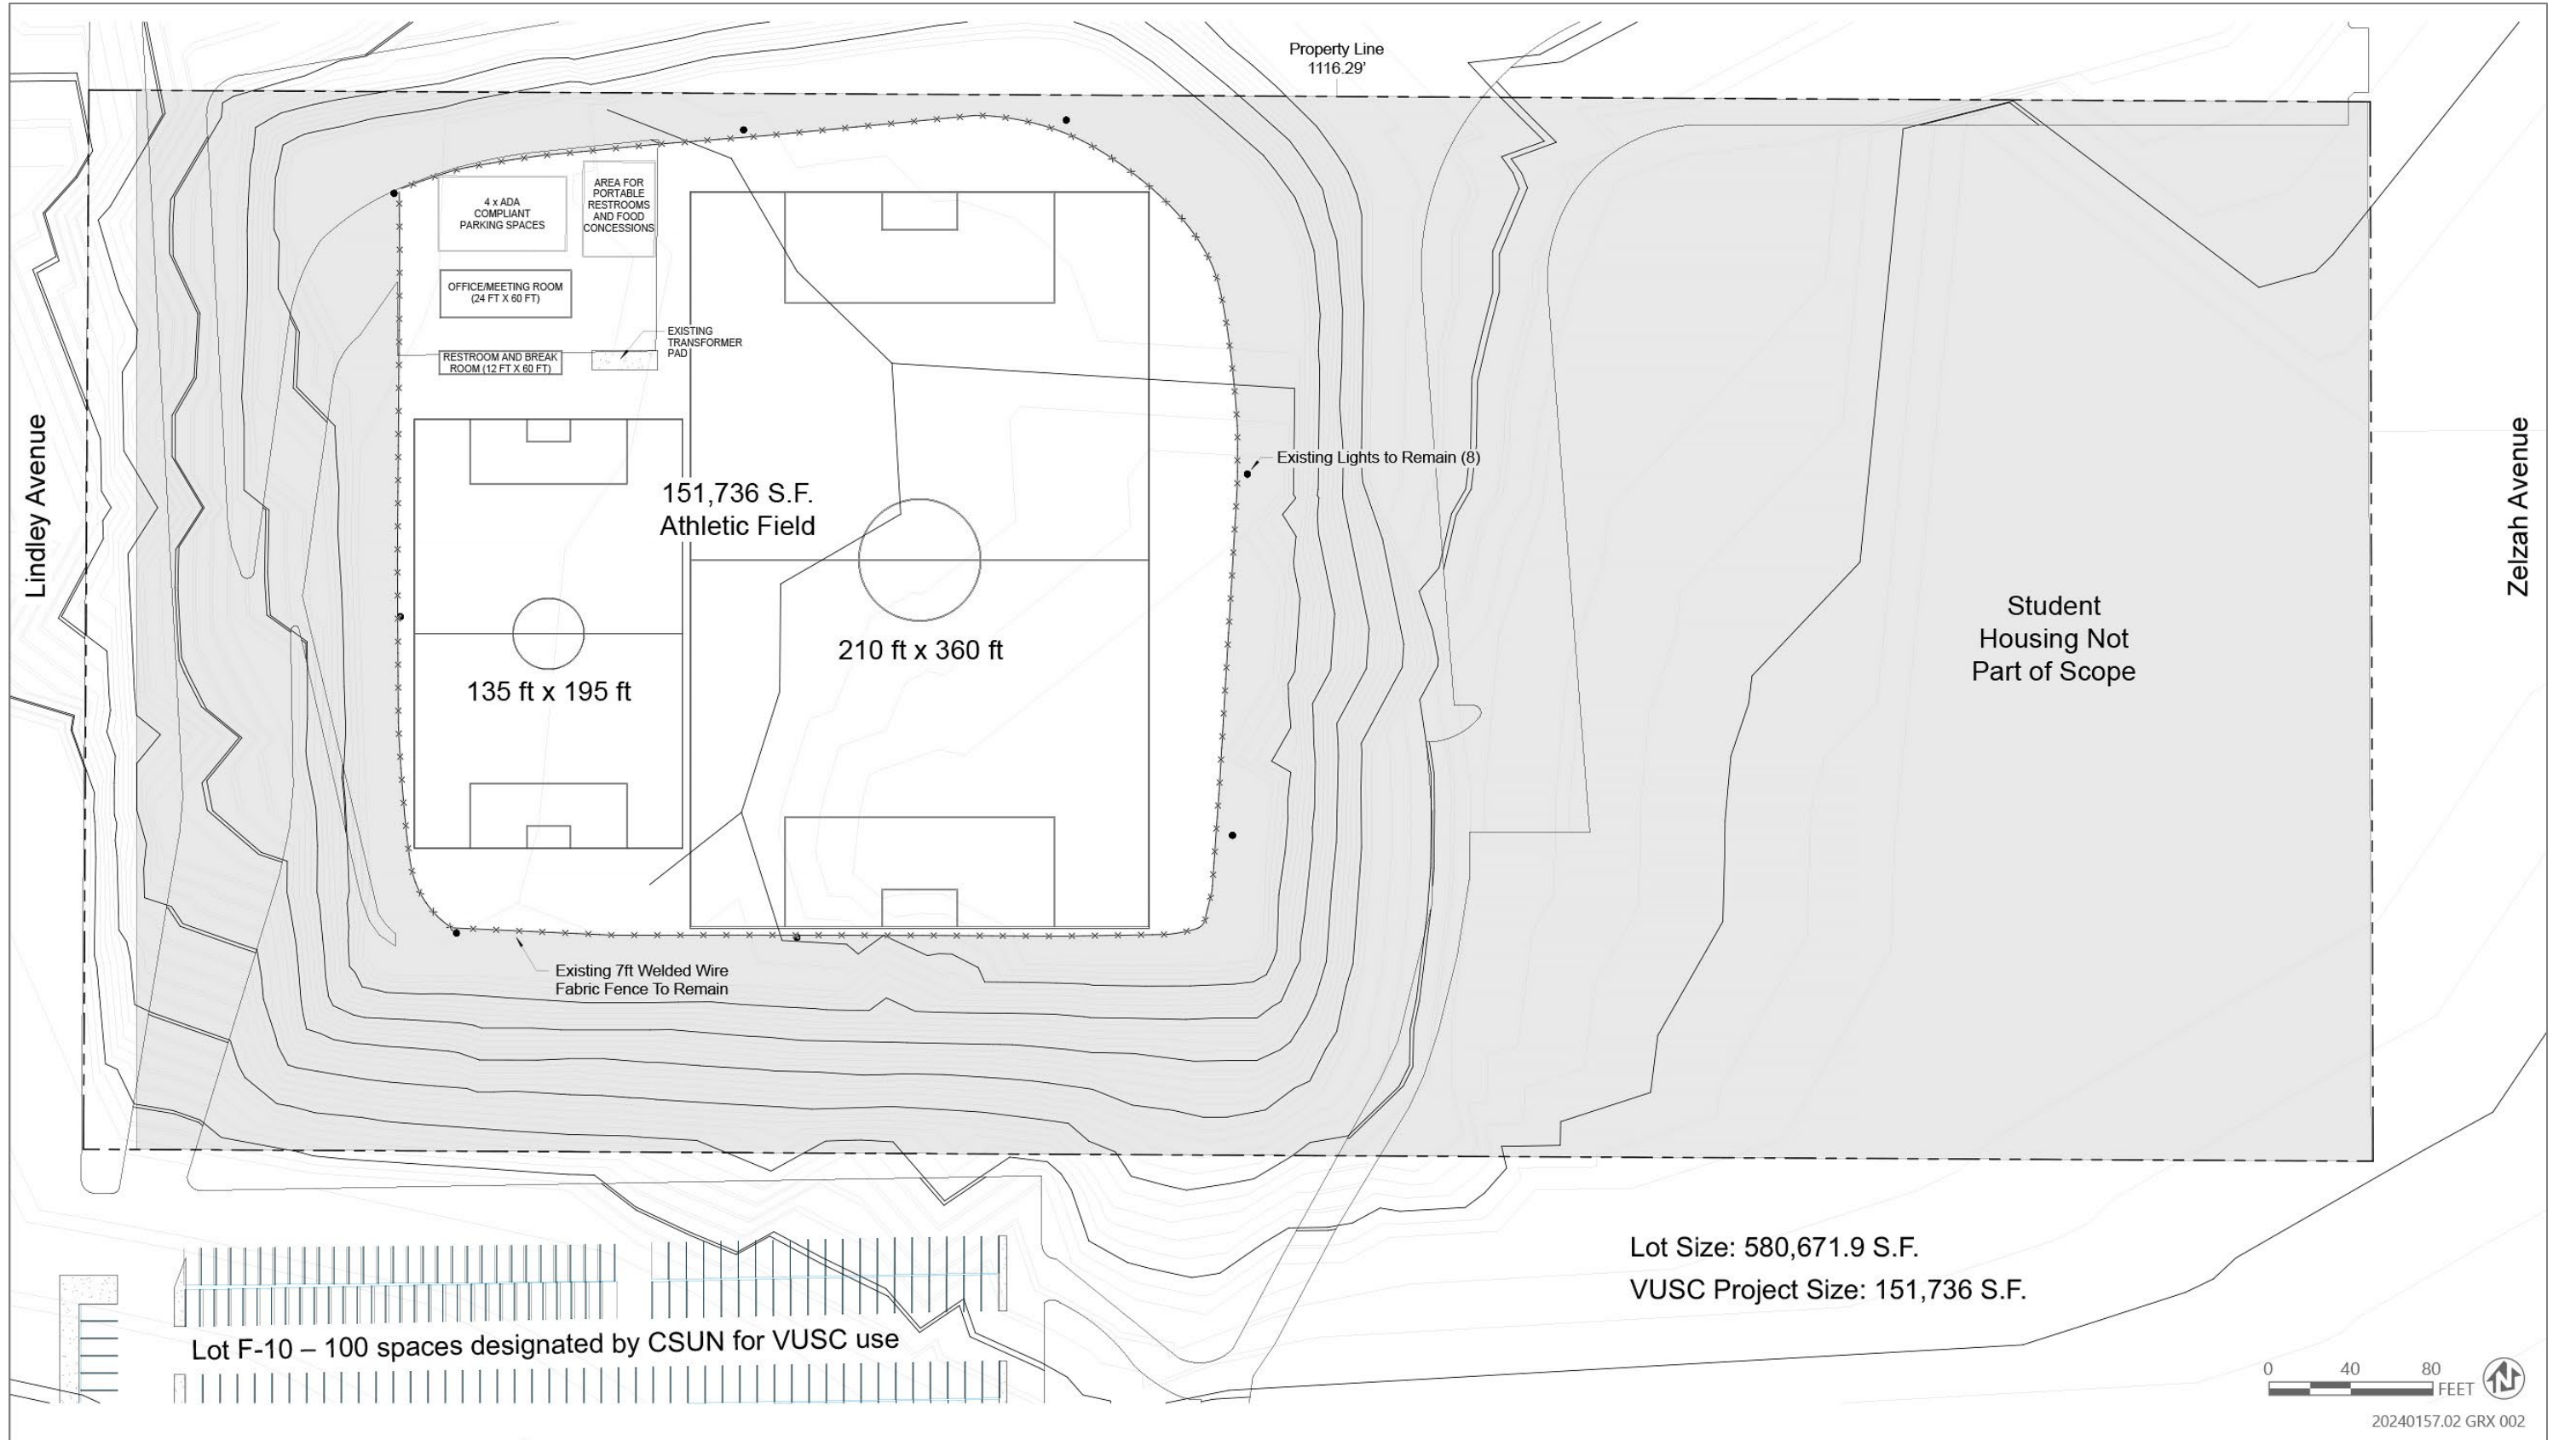 Property Line
1116.29'
4 x ADA
COMPLIANT
PARKING SPACES
AREA FOR
PORTABLE
RESTROOMS
AND FOOD
CONCESSIONS
OFFICE/MEETING ROOM
(24 FT X 60 FT)
EXISTING
TRANSFORMER
PAD
RESTROOM AND BREAK
ROOM (12 FT X 60 FT)
Lindley Avenue
Zelzah Avenue
Existing Lights to Remain (8)
151,736 S.F.
Athletic Field
210 ft x 360 ft
135 ft x 195 ft
Student
Housing Not
Part of Scope
Existing 7ft Welded Wire
Fabric Fence To Remain
Lot Size: 580,671.9 S.F.
VUSC Project Size: 151,736 S.F.
Lot F-10 – 100 spaces designated by CSUN for VUSC use
0 40 80
FEET
N
20240157.02 GRX 002